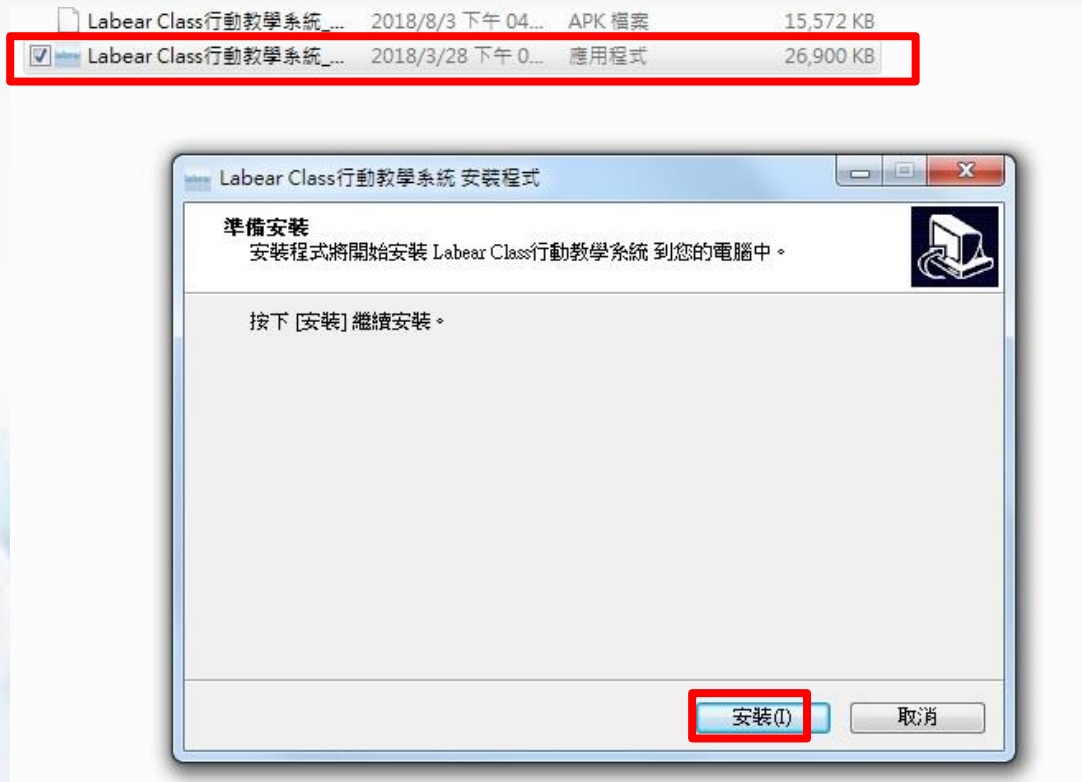 Labear Class行動教學系統_... 2018/8/3 下午 04... APK 檔案 15,572 KB
Labear Class行動教學系統_... 2018/3/28 下午 0... 應用程式 26,900 KB
Labear Class行動教學系統 安裝程式
準備安裝
安裝程式將開始安裝 Labear Class行動教學系統 到您的電腦中。
按下 [安裝] 繼續安裝。
安裝(I) 取消